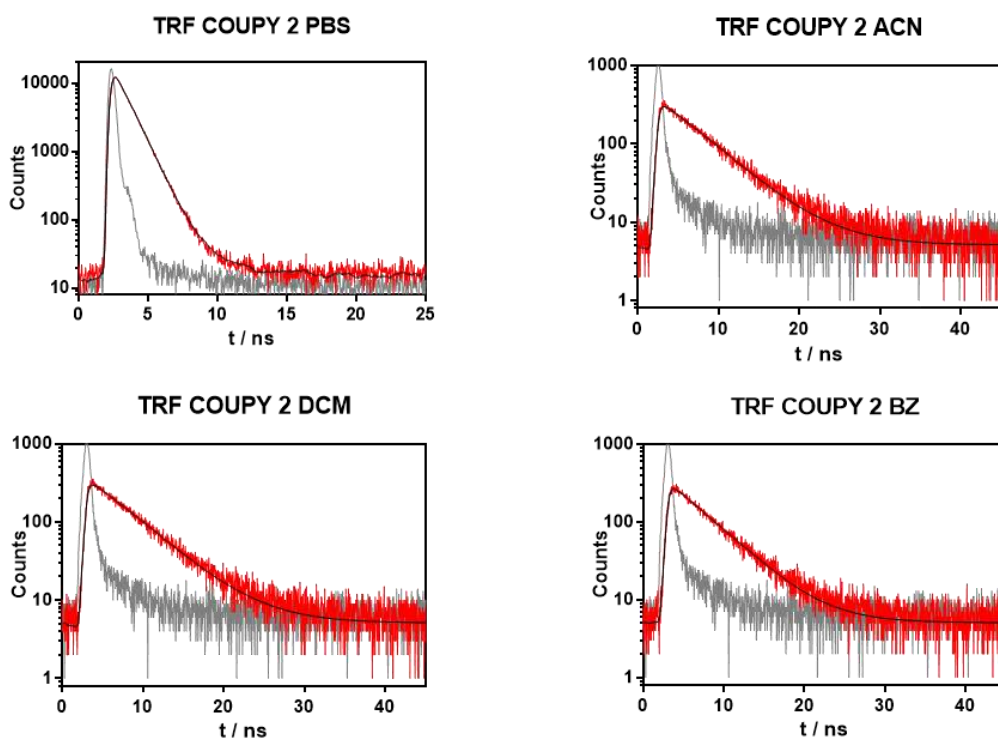 TRF COUPY 2 PBS
10000
1000
100
10
Counts
0 5 10 15 20 25
t / ns
TRF COUPY 2 ACN
1000
100
10
1
Counts
0 10 20 30 40
t / ns
TRF COUPY 2 DCM
1000
100
10
1
Counts
0 10 20 30 40
t / ns
TRF COUPY 2 BZ
1000
100
10
1
Counts
0 10 20 30 40
t / ns